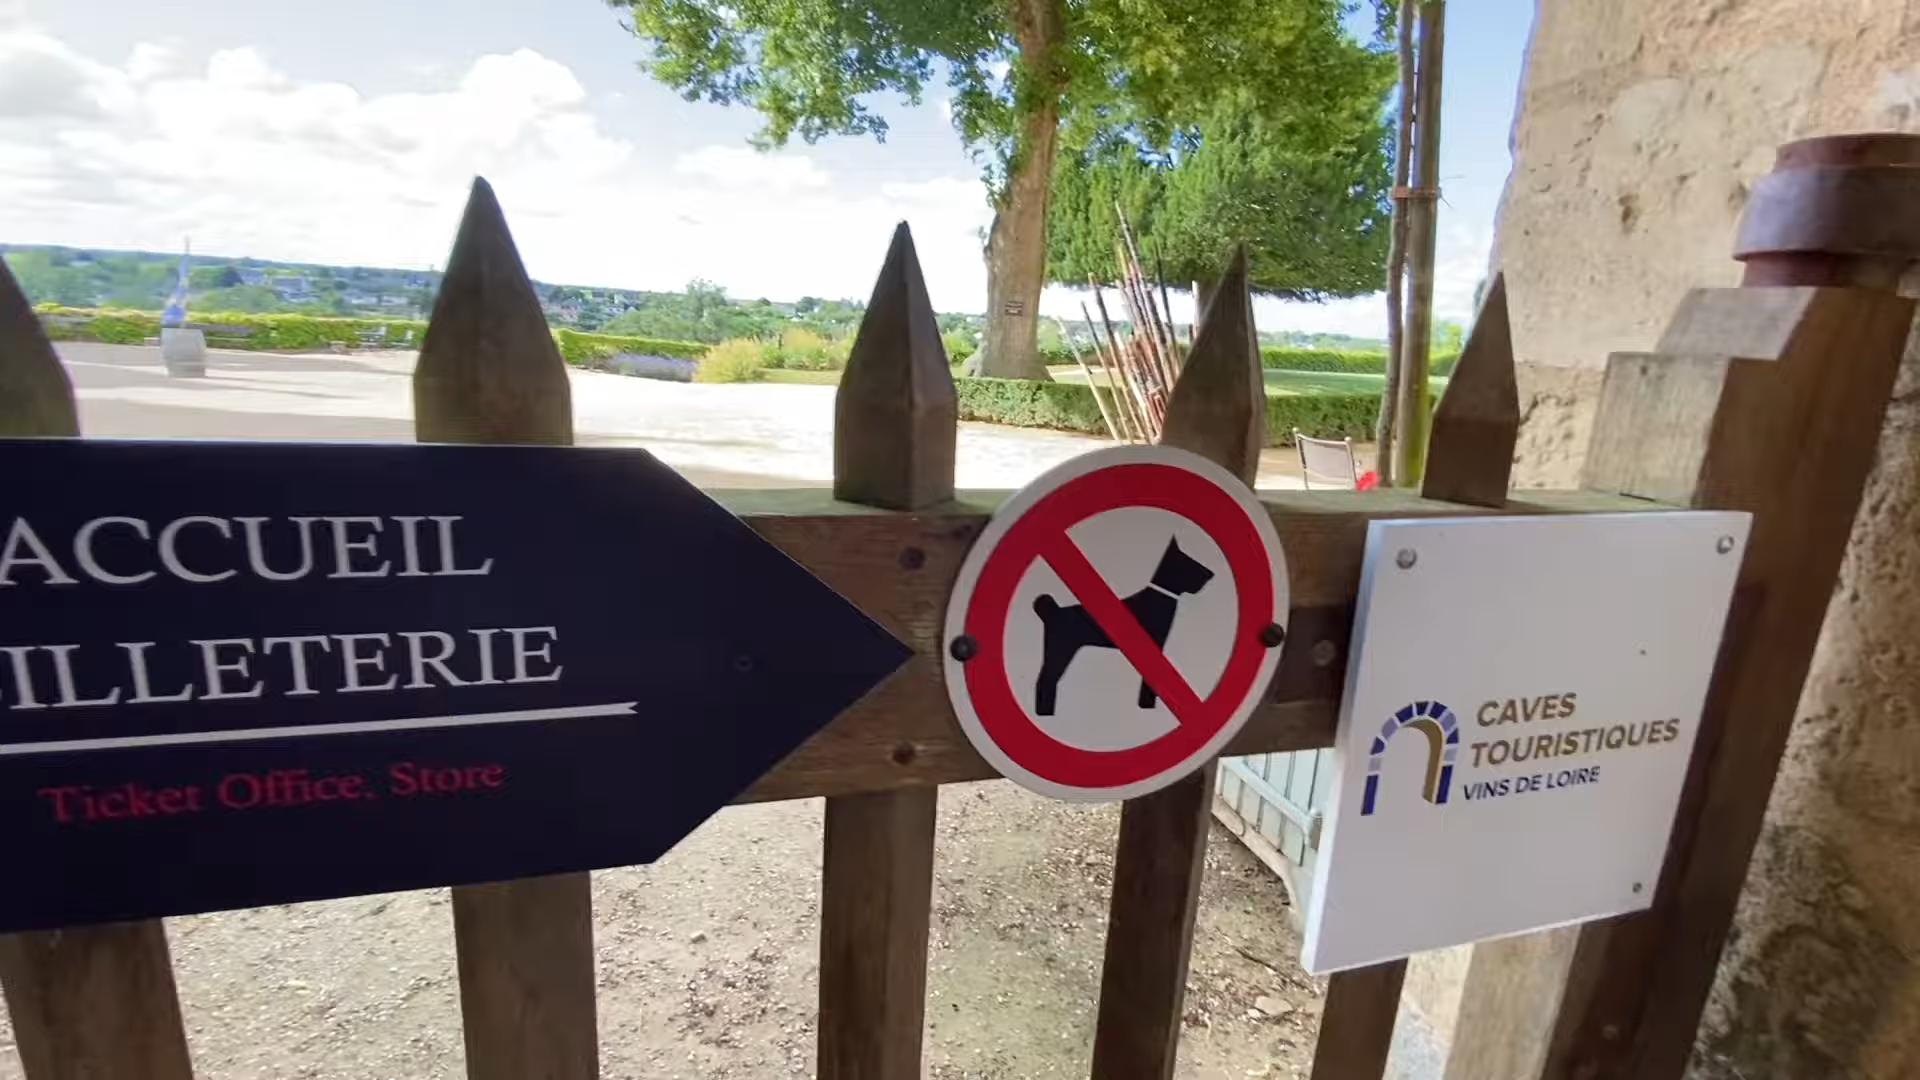 ACCUEIL
ILLETERIE
Ticket Office, Store
CAVES
TOURISTIQUES
VINS DE LOIRE